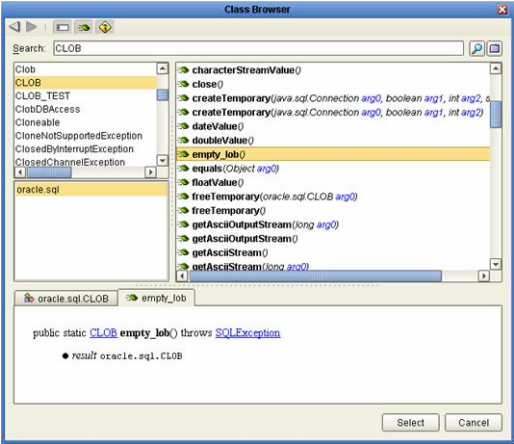 Class Browser
Search: CLOB
Clob
CLOB
CLOB_TEST
ClobDBAccess
Cloneable
CloneNotSupportedException
ClosedByInterruptException
ClosedChannelException
oracle.sql
characterStreamValue()
close()
createTemporary(java.sql.Connection arg0, boolean arg1, int arg2, s
createTemporary(java.sql.Connection arg0, boolean arg1, int arg2)
dateValue()
doubleValue()
empty_lob()
equals(Object arg0)
floatValue()
freeTemporary(oracle.sql.CLOB arg0)
freeTemporary()
getAsciiOutputStream(long arg0)
getAsciiOutputStream()
getAsciiStream()
getAsciiStream(long arg0)
oracle.sql.CLOB
empty_lob
public static CLOB empty_lob() throws SQLException
● result oracle.sql.CLOB
Select
Cancel